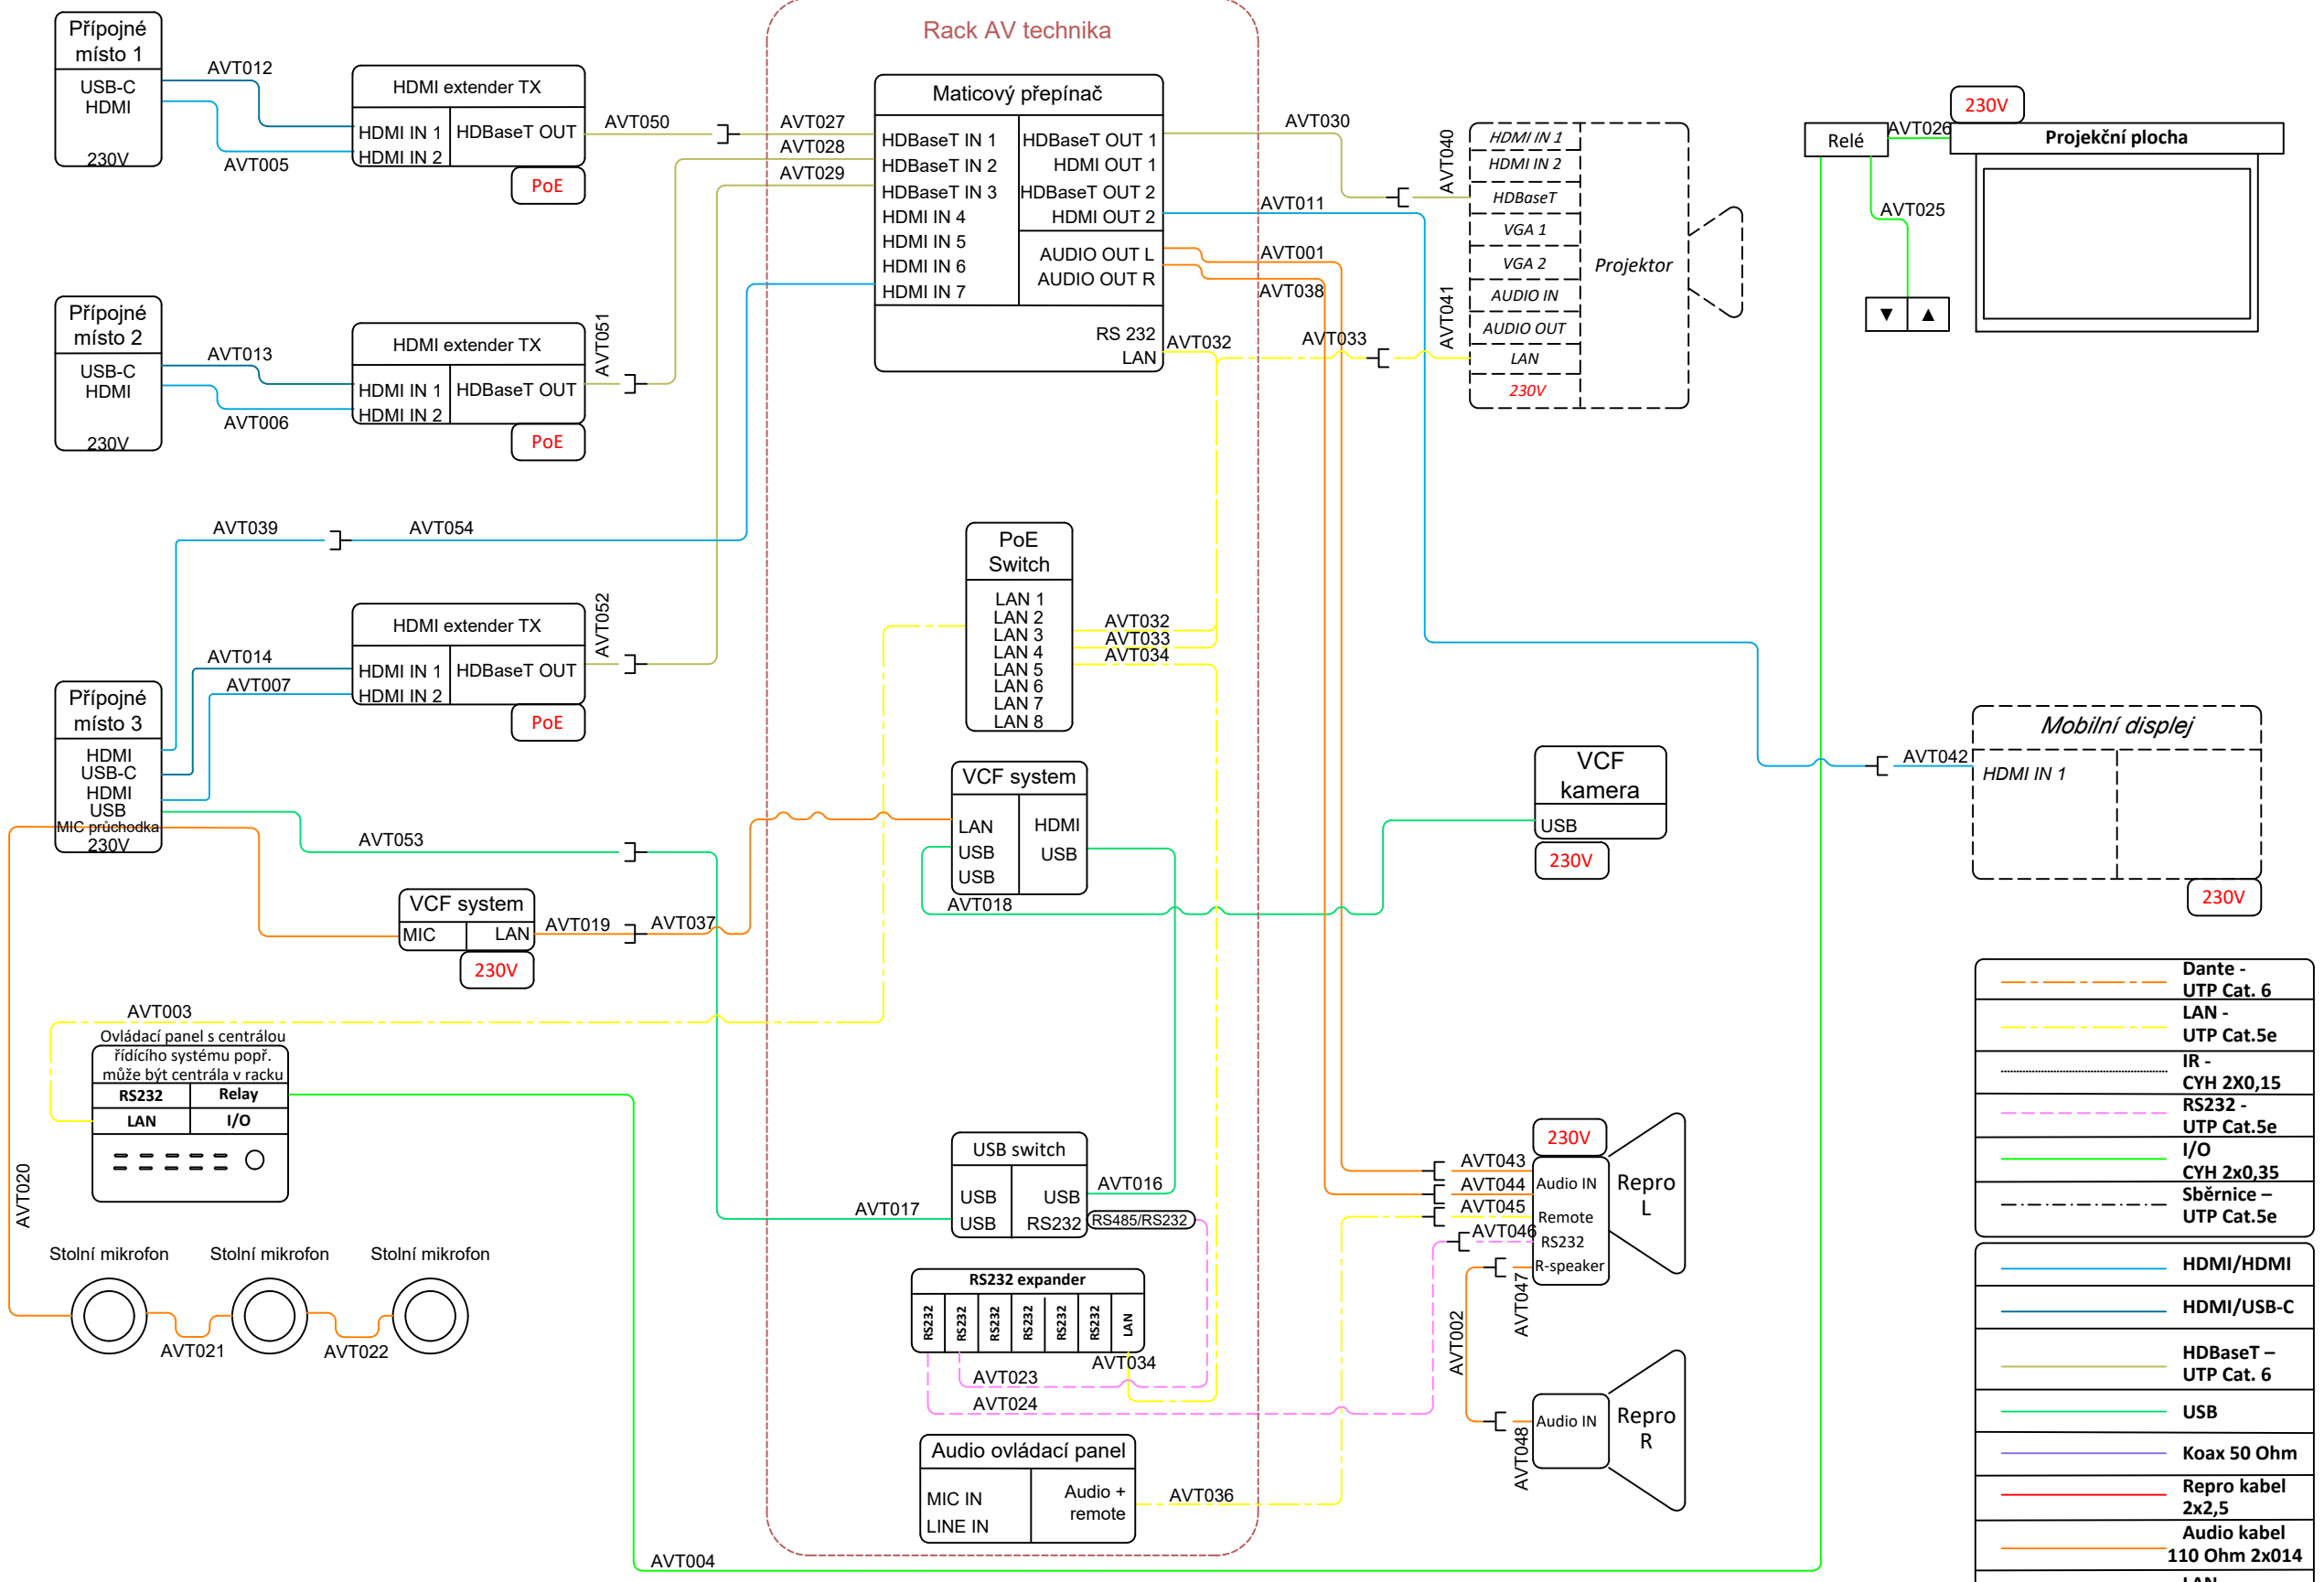 Rack AV technika
Přípojné
místo 1
USB-C
HDMI
230V
AVT012
AVT005
HDMI extender TX
HDMI IN 1
HDMI IN 2
HDBaseT OUT
PoE
AVT050
AVT027
AVT028
AVT029
Maticový přepínač
HDBaseT IN 1
HDBaseT IN 2
HDBaseT IN 3
HDMI IN 4
HDMI IN 5
HDMI IN 6
HDMI IN 7
HDBaseT OUT 1
HDMI OUT 1
HDBaseT OUT 2
HDMI OUT 2
AUDIO OUT L
AUDIO OUT R
RS 232
LAN
AVT030
AVT011
AVT001
AVT038
AVT032
AVT033
AVT040
AVT041
HDMI IN 1
HDMI IN 2
HDBaseT
VGA 1
VGA 2
AUDIO IN
AUDIO OUT
LAN
230V
Projektor
Relé
AVT026
230V
Projekční plocha
AVT025
▼ ▲
Přípojné
místo 2
USB-C
HDMI
230V
AVT013
AVT006
HDMI extender TX
HDMI IN 1
HDMI IN 2
HDBaseT OUT
PoE
AVT051
AVT039
AVT054
HDMI extender TX
HDMI IN 1
HDMI IN 2
HDBaseT OUT
PoE
AVT052
AVT014
AVT007
Přípojné
místo 3
HDMI
USB-C
HDMI
USB
MIC průchodka
230V
AVT053
PoE
Switch
LAN 1
LAN 2
LAN 3
LAN 4
LAN 5
LAN 6
LAN 7
LAN 8
AVT032
AVT033
AVT034
VCF system
LAN
USB
USB
HDMI
USB
AVT018
VCF
kamera
USB
230V
AVT042
Mobilní displej
HDMI IN 1
230V
VCF system
MIC
LAN
230V
AVT019
AVT037
AVT003
Ovládací panel s centrálou
řídícího systému popř.
může být centrála v racku
RS232
Relay
LAN
I/O
AVT020
Stolní mikrofon
Stolní mikrofon
Stolní mikrofon
AVT021
AVT022
USB switch
USB
USB
USB
RS232
RS485/RS232
AVT016
AVT017
RS232 expander
RS232
RS232
RS232
RS232
RS232
RS232
LAN
AVT034
AVT023
AVT024
Audio ovládací panel
MIC IN
LINE IN
Audio +
remote
AVT036
AVT004
230V
AVT043
AVT044
AVT045
AVT046
AVT047
AVT002
AVT048
Audio IN
Remote
RS232
R-speaker
Repro
L
Audio IN
Repro
R
Dante -
UTP Cat. 6
LAN -
UTP Cat.5e
IR -
CYH 2X0,15
RS232 -
UTP Cat.5e
I/O
CYH 2x0,35
Sběrnice –
UTP Cat.5e
HDMI/HDMI
HDMI/USB-C
HDBaseT –
UTP Cat. 6
USB
Koax 50 Ohm
Repro kabel
2x2,5
Audio kabel
110 Ohm 2x014
LAN